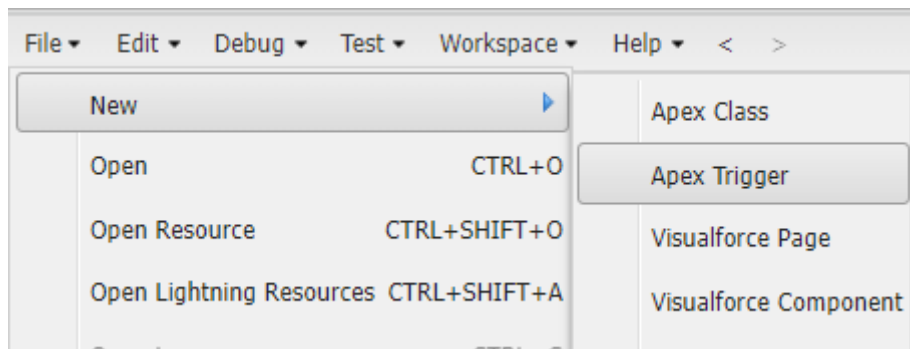 File Edit Debug Test Workspace Help < >
New
Apex Class
Open CTRL+O
Apex Trigger
Open Resource CTRL+SHIFT+O
Visualforce Page
Open Lightning Resources CTRL+SHIFT+A
Visualforce Component